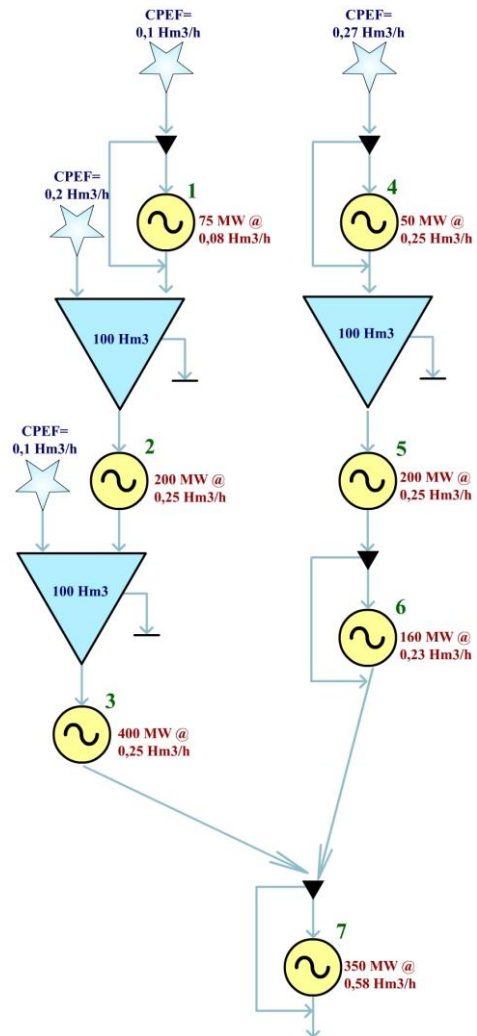 CPEF=
0,1 Hm3/h
CPEF=
0,27 Hm3/h
CPEF=
0,2 Hm3/h
1
75 MW @
0,08 Hm3/h
4
50 MW @
0,25 Hm3/h
100 Hm3
100 Hm3
CPEF=
0,1 Hm3/h
2
200 MW @
0,25 Hm3/h
5
200 MW @
0,25 Hm3/h
100 Hm3
6
160 MW @
0,23 Hm3/h
3
400 MW @
0,25 Hm3/h
7
350 MW @
0,58 Hm3/h